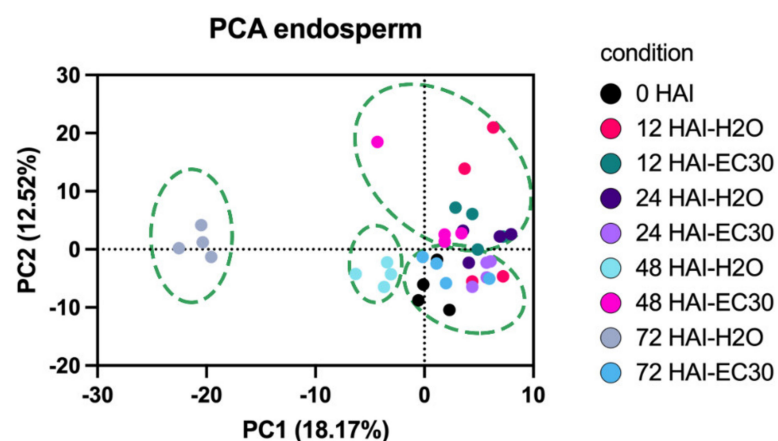 PCA endosperm
30
20
10
0
-10
-20
PC2 (12.52%)
-30
-20
-10
0
10
PC1 (18.17%)
condition
0 HAI
12 HAI-H2O
12 HAI-EC30
24 HAI-H2O
24 HAI-EC30
48 HAI-H2O
48 HAI-EC30
72 HAI-H2O
72 HAI-EC30